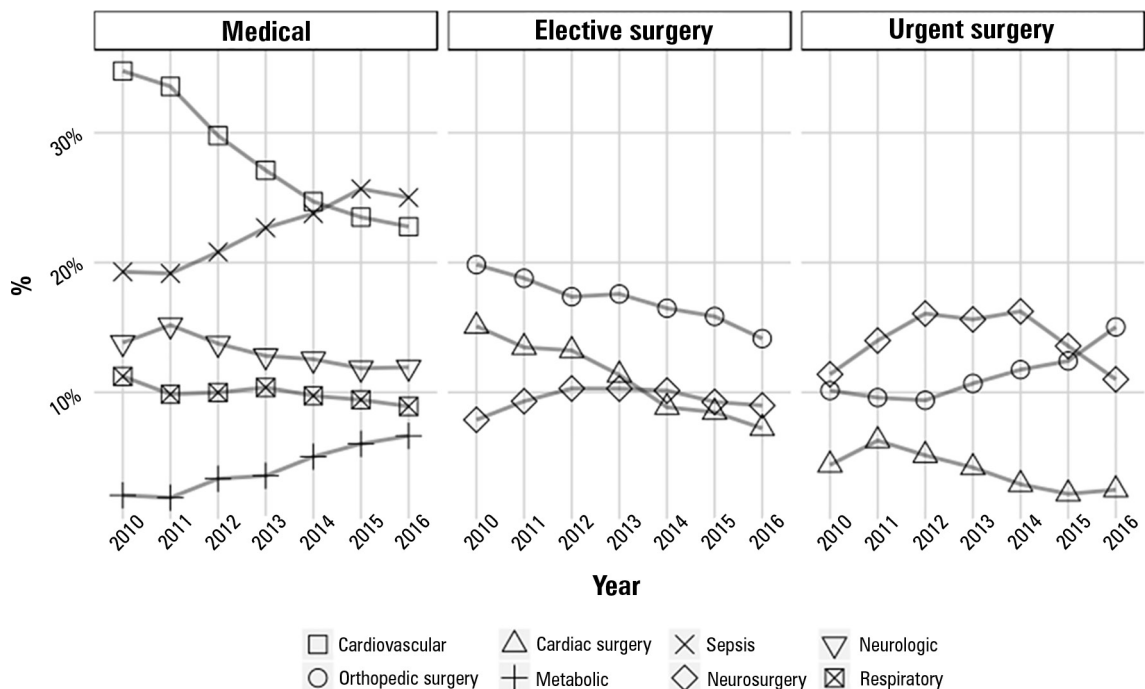 Medical
Elective surgery
Urgent surgery
30%
20%
10%
%
2010 2011 2012 2013 2014 2015 2016
2010 2011 2012 2013 2014 2015 2016
2010 2011 2012 2013 2014 2015 2016
Year
Cardiovascular Cardiac surgery Sepsis Neurologic
Orthopedic surgery Metabolic Neurosurgery Respiratory